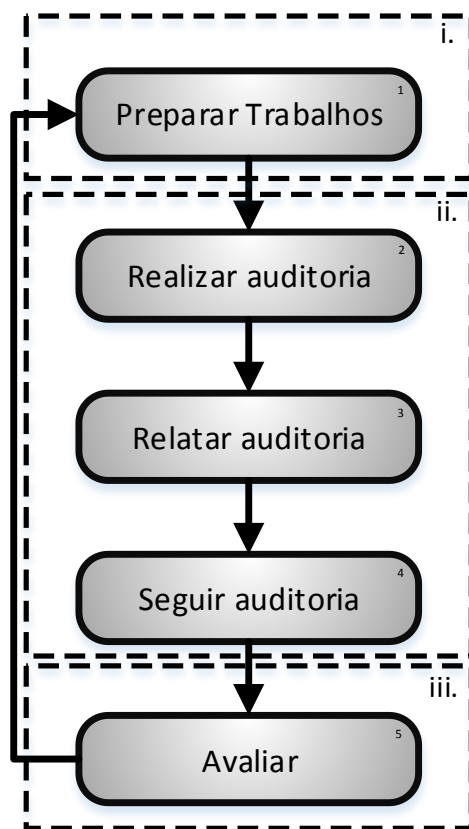 i.
1
Preparar Trabalhos
ii.
2
Realizar auditoria
3
Relatar auditoria
4
Seguir auditoria
iii.
5
Avaliar